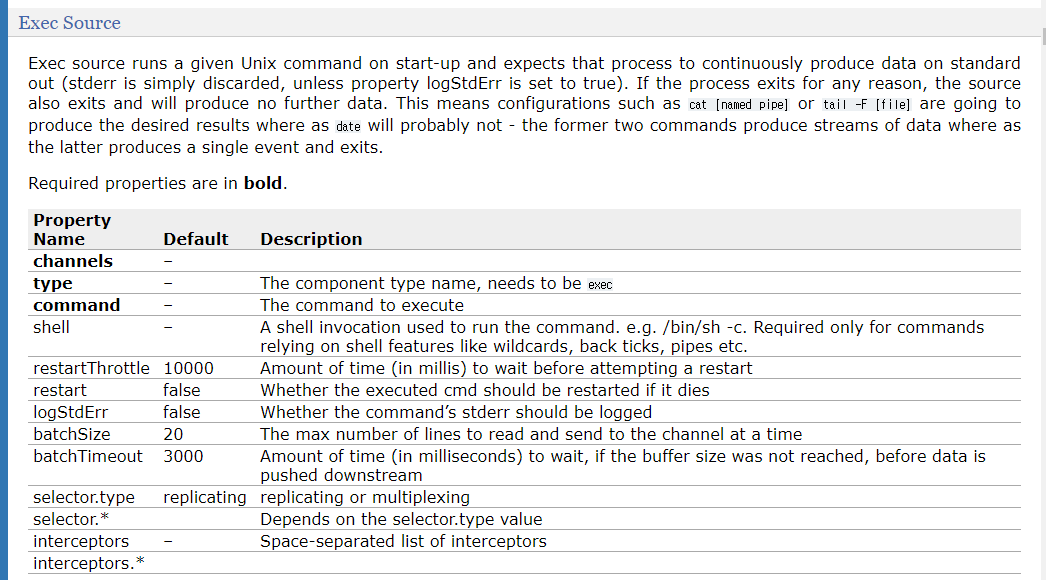 Exec Source
Exec source runs a given Unix command on start-up and expects that process to continuously produce data on standard
out (stderr is simply discarded, unless property logStdErr is set to true). If the process exits for any reason, the source
also exits and will produce no further data. This means configurations such as cat [named pipe] or tail -F [file] are going to
produce the desired results where as date will probably not - the former two commands produce streams of data where as
the latter produces a single event and exits.
Required properties are in bold.
Property
Name Default Description
channels –
type – The component type name, needs to be exec
command – The command to execute
shell – A shell invocation used to run the command. e.g. /bin/sh -c. Required only for commands
relying on shell features like wildcards, back ticks, pipes etc.
restartThrottle 10000 Amount of time (in millis) to wait before attempting a restart
restart false Whether the executed cmd should be restarted if it dies
logStdErr false Whether the command’s stderr should be logged
batchSize 20 The max number of lines to read and send to the channel at a time
batchTimeout 3000 Amount of time (in milliseconds) to wait, if the buffer size was not reached, before data is
pushed downstream
selector.type replicating replicating or multiplexing
selector.* Depends on the selector.type value
interceptors – Space-separated list of interceptors
interceptors.*